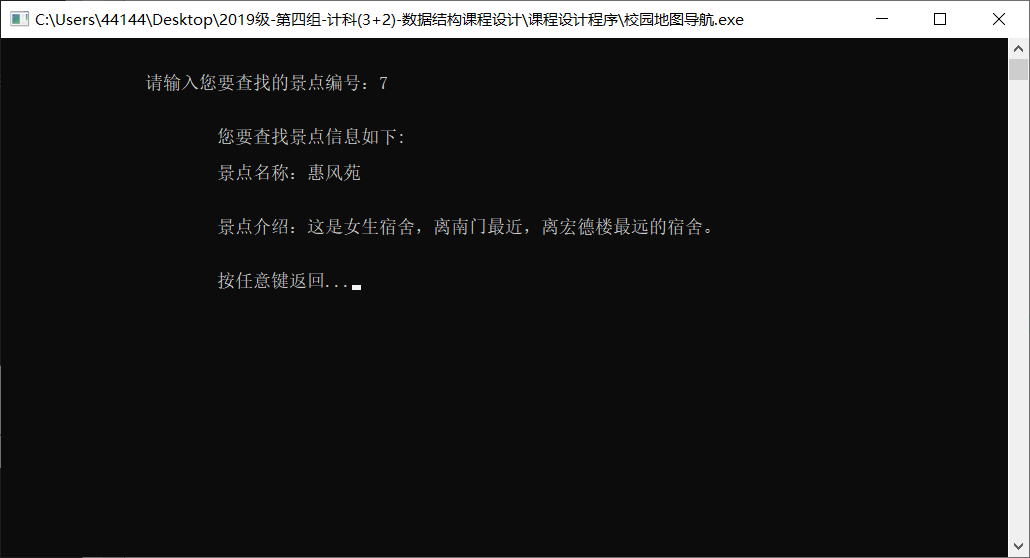 C:\Users\44144\Desktop\2019级-第四组-计科(3+2)-数据结构课程设计\课程设计程序\校园地图导航.exe
请输入您要查找的景点编号：7
您要查找景点信息如下:
景点名称：惠风苑
景点介绍：这是女生宿舍，离南门最近，离宏德楼最远的宿舍。
按任意键返回...